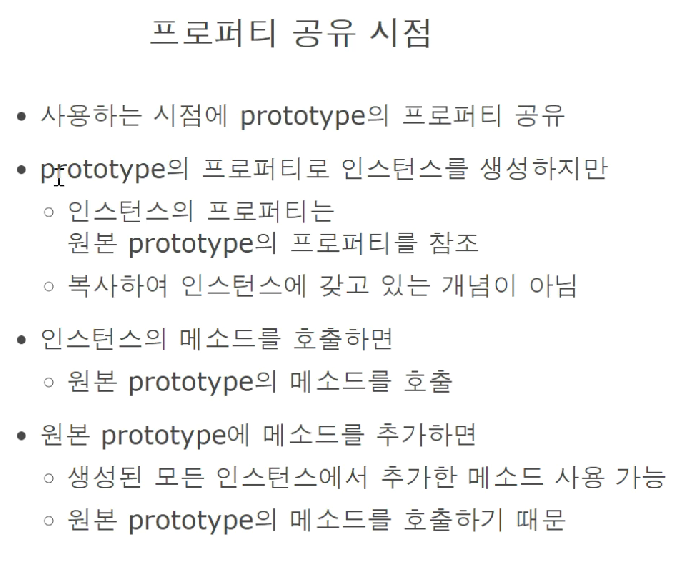 프로퍼티 공유 시점
사용하는 시점에 prototype의 프로퍼티 공유
prototype의 프로퍼티로 인스턴스를 생성하지만
인스턴스의 프로퍼티는
원본 prototype의 프로퍼티를 참조
복사하여 인스턴스에 갖고 있는 개념이 아님
인스턴스의 메소드를 호출하면
원본 prototype의 메소드를 호출
원본 prototype에 메소드를 추가하면
생성된 모든 인스턴스에서 추가한 메소드 사용 가능
원본 prototype의 메소드를 호출하기 때문